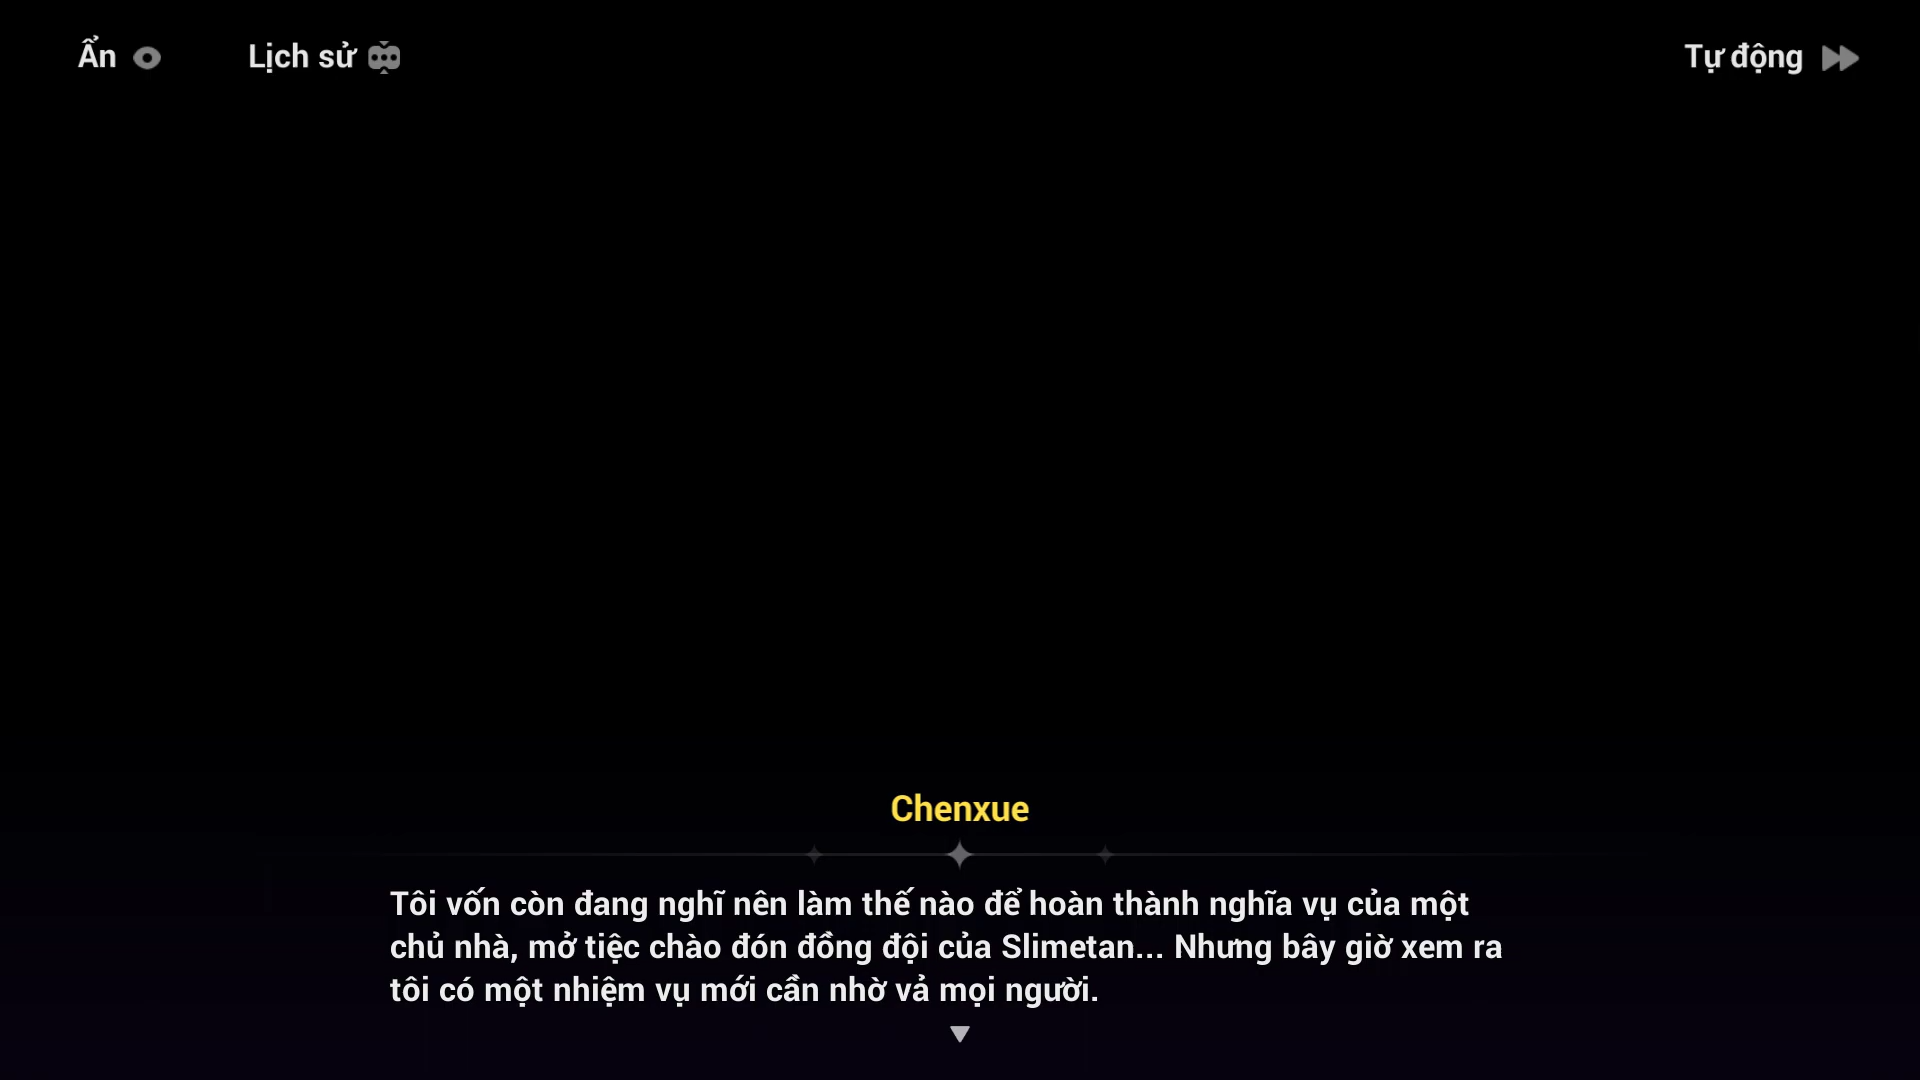 Ẩn
Lịch sử
Tự động
Chenxue
Tôi vốn còn đang nghĩ nên làm thế nào để hoàn thành nghĩa vụ của một
chủ nhà, mở tiệc chào đón đồng đội của Slimetan... Nhưng bây giờ xem ra
tôi có một nhiệm vụ mới cần nhờ vả mọi người.